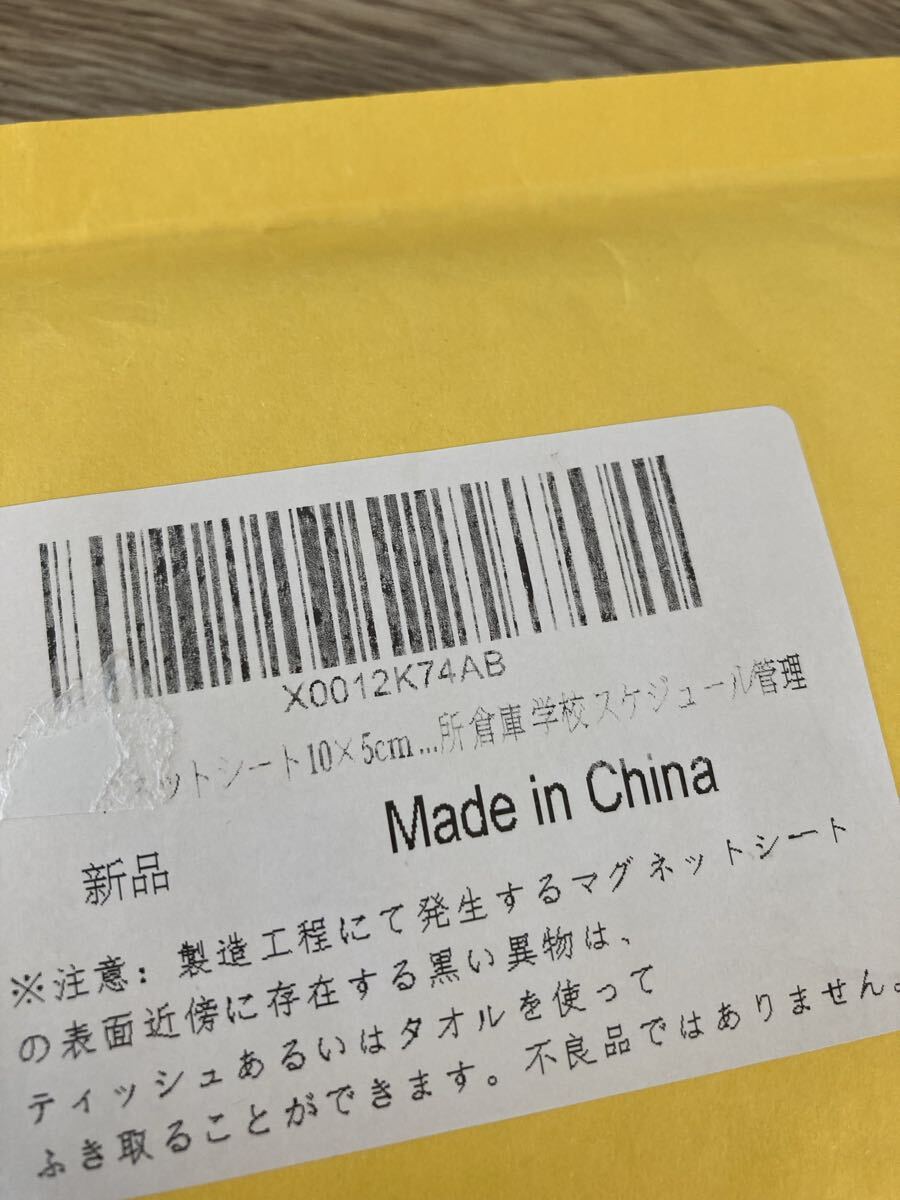 X0012K74AB
ネットシート10×5cm...所倉庫学校スケジュール管理
Made in China
新品
※注意：製造工程にて発生するマグネットシート
の表面近傍に存在する黒い異物は、
ティッシュあるいはタオルを使って
ふき取ることができます。不良品ではありません。